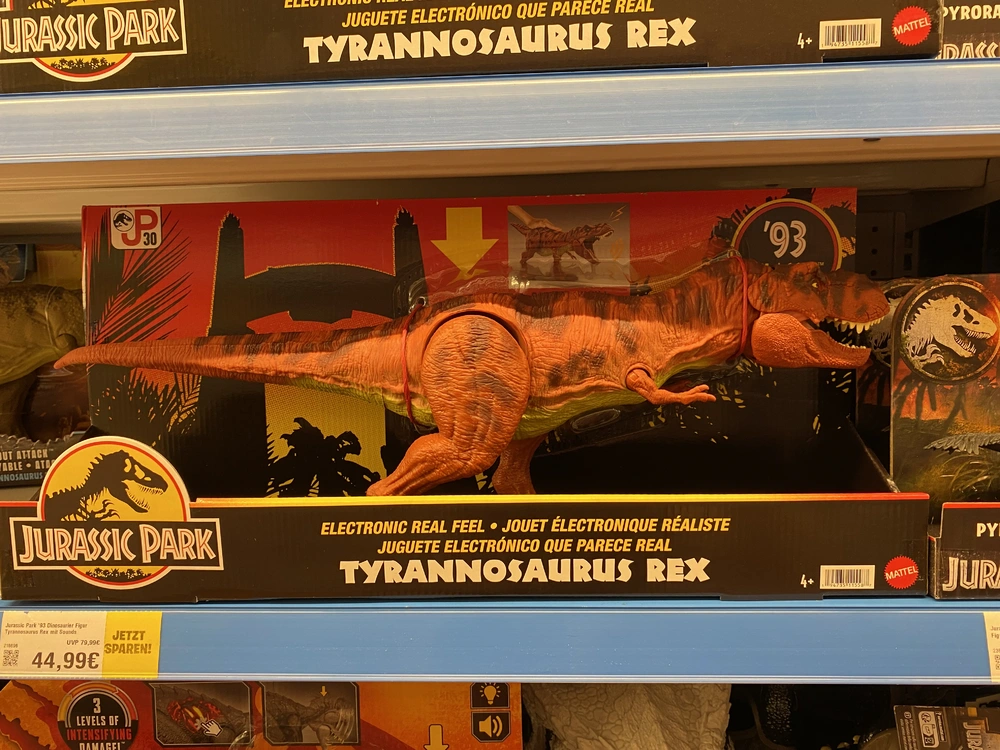 JURASSIC PARK
JUGUETE ELECTRÓNICO QUE PARECE REAL
TYRANNOSAURUS REX
4+
MATTEL
JP
30
'93
JURASSIC PARK
ELECTRONIC REAL FEEL • JOUET ÉLECTRONIQUE RÉALISTE
JUGUETE ELECTRÓNICO QUE PARECE REAL
TYRANNOSAURUS REX
4+
MATTEL
Jurassic Park '93 Dinosaurier Figur
Tyrannosaurus Rex mit Sounds
UVP 79,99€
44,99€
JETZT
SPAREN!
3
LEVELS OF
INTENSIFYING
DAMAGE!